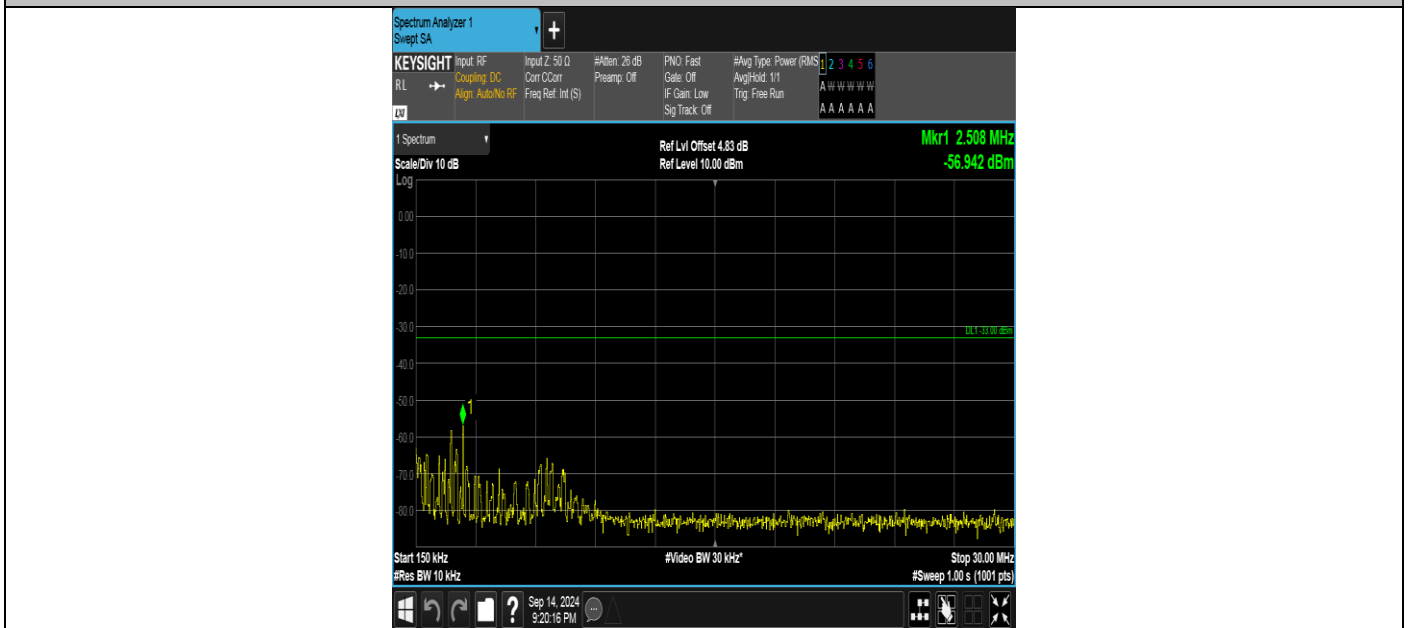 Spectrum Analyzer 1
Swept SA
+
KEYSIGHT Input: RF Input Z: 50 Ω #Atten: 26 dB PNO: Fast #Avg Type: Power (RMS 1 2 3 4 5 6
RL Coupling: DC Corr CCorr Preamp: Off Gate: Off Avg|Hold: 1/1 A W W W W W
Align: Auto/No RF Freq Ref: Int (S) IF Gain: Low Trig: Free Run
LXI Sig Track: Off A A A A A A
1 Spectrum Ref Lvl Offset 4.83 dB Mkr1 2.508 MHz
Scale/Div 10 dB Ref Level 10.00 dBm -56.942 dBm
Log
0.00
-10.0
-20.0
-30.0 DL1 -33.00 dBm
-40.0
-50.0
1
-60.0
-70.0
-80.0
Start 150 kHz #Video BW 30 kHz* Stop 30.00 MHz
#Res BW 10 kHz #Sweep 1.00 s (1001 pts)
? Sep 14, 2024
9:20:16 PM